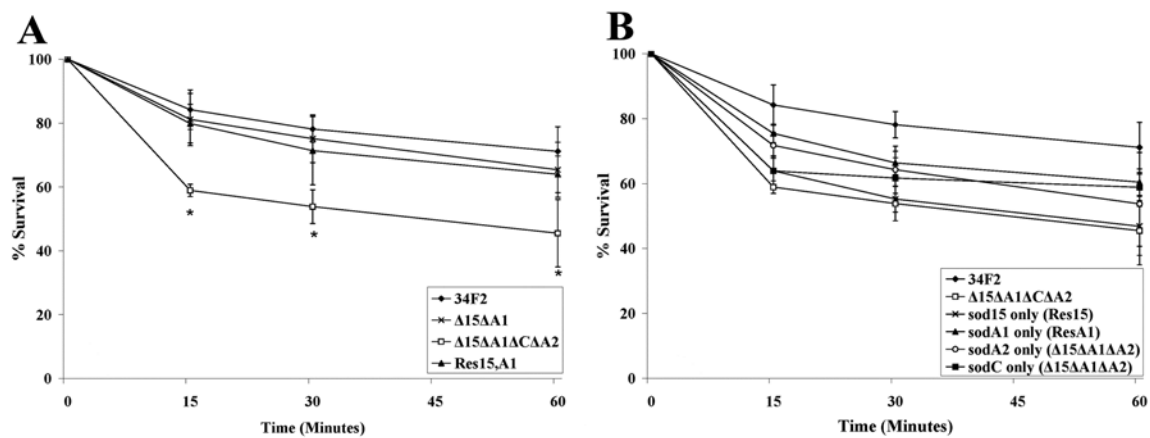 A
% Survival
100
80
60
40
20
0
*
*
*
34F2
Δ15ΔA1
Δ15ΔA1ΔCΔA2
Res15,A1
0 15 30 45 60
Time (Minutes)
B
% Survival
100
80
60
40
20
0
34F2
Δ15ΔA1ΔCΔA2
sod15 only (Res15)
sodA1 only (ResA1)
sodA2 only (Δ15ΔA1ΔA2)
sodC only (Δ15ΔA1ΔA2)
0 15 30 45 60
Time (Minutes)